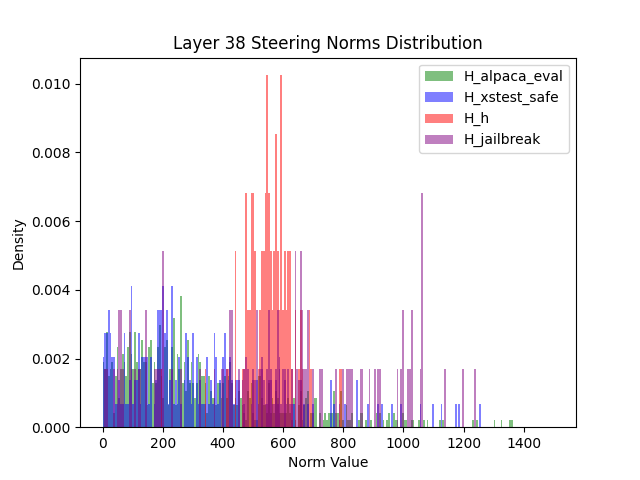 Layer 38 Steering Norms Distribution
H_alpaca_eval
H_xstest_safe
H_h
H_jailbreak
Density
0.010
0.008
0.006
0.004
0.002
0.000
0 200 400 600 800 1000 1200 1400
Norm Value